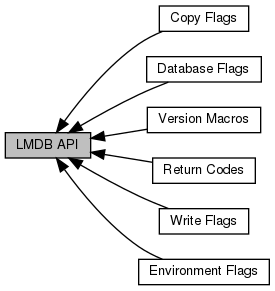 Copy Flags
Database Flags
Version Macros
LMDB API
Return Codes
Write Flags
Environment Flags